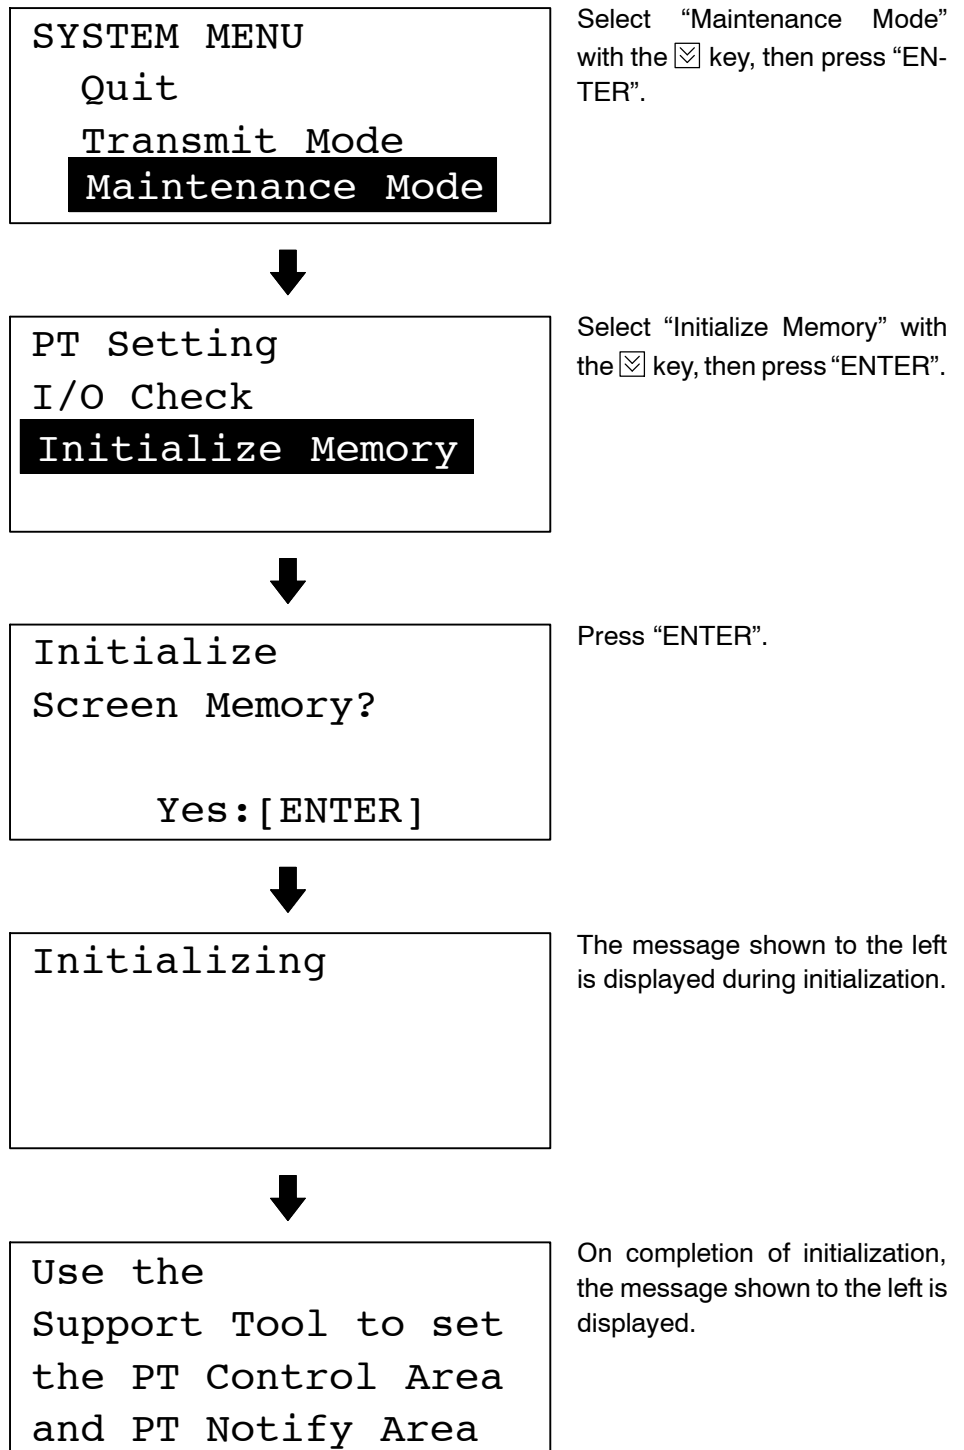 SYSTEM MENU
Quit
Transmit Mode
Maintenance Mode
Select “Maintenance Mode”
with the key, then press “EN-
TER”.
PT Setting
I/O Check
Initialize Memory
Select “Initialize Memory” with
the key, then press “ENTER”.
Initialize
Screen Memory?
Yes:[ENTER]
Press “ENTER”.
Initializing
The message shown to the left
is displayed during initialization.
Use the
Support Tool to set
the PT Control Area
and PT Notify Area
On completion of initialization,
the message shown to the left is
displayed.